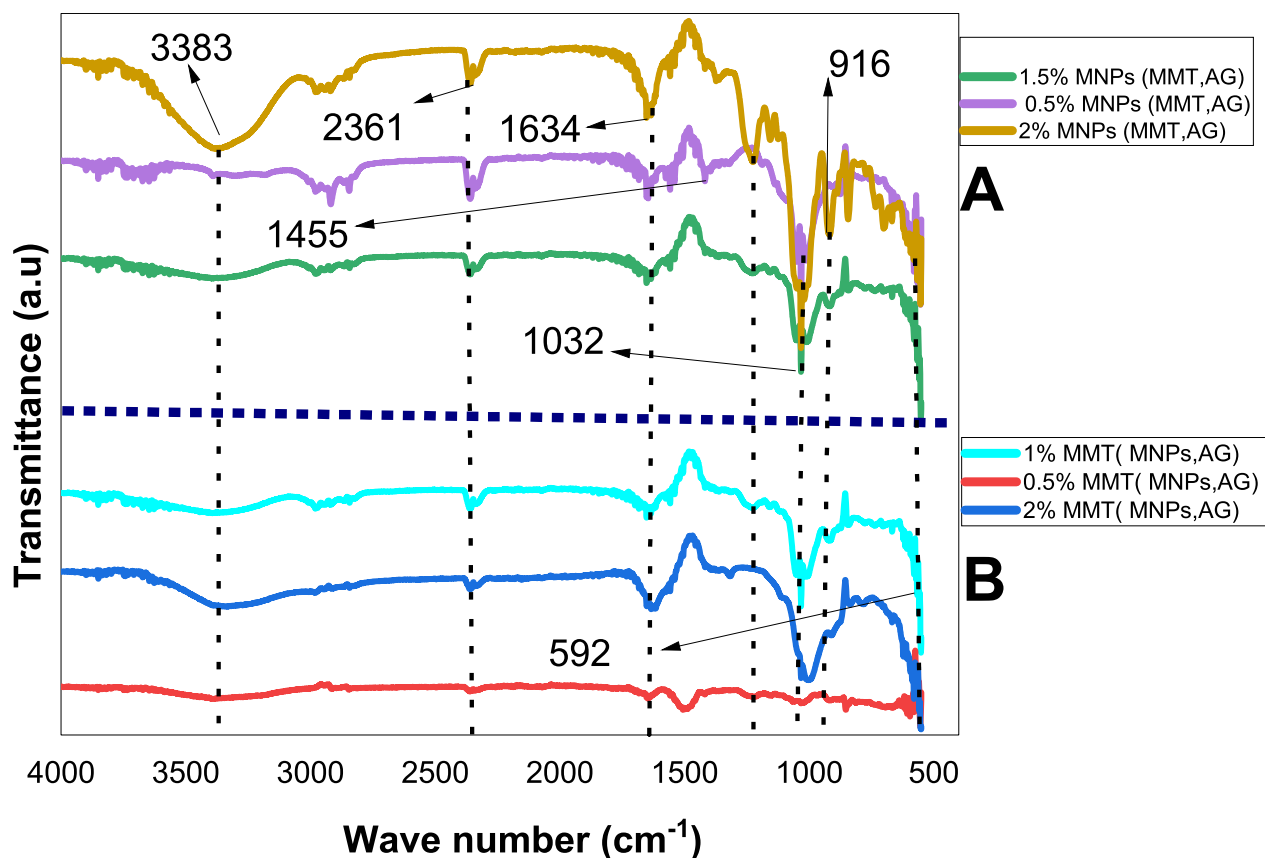 3383
916
1.5% MNPs (MMT,AG)
0.5% MNPs (MMT,AG)
2% MNPs (MMT,AG)
2361
1634
A
1455
1032
Transmittance (a.u)
1% MMT( MNPs,AG)
0.5% MMT( MNPs,AG)
2% MMT( MNPs,AG)
B
592
4000 3500 3000 2500 2000 1500 1000 500
Wave number (cm⁻¹)